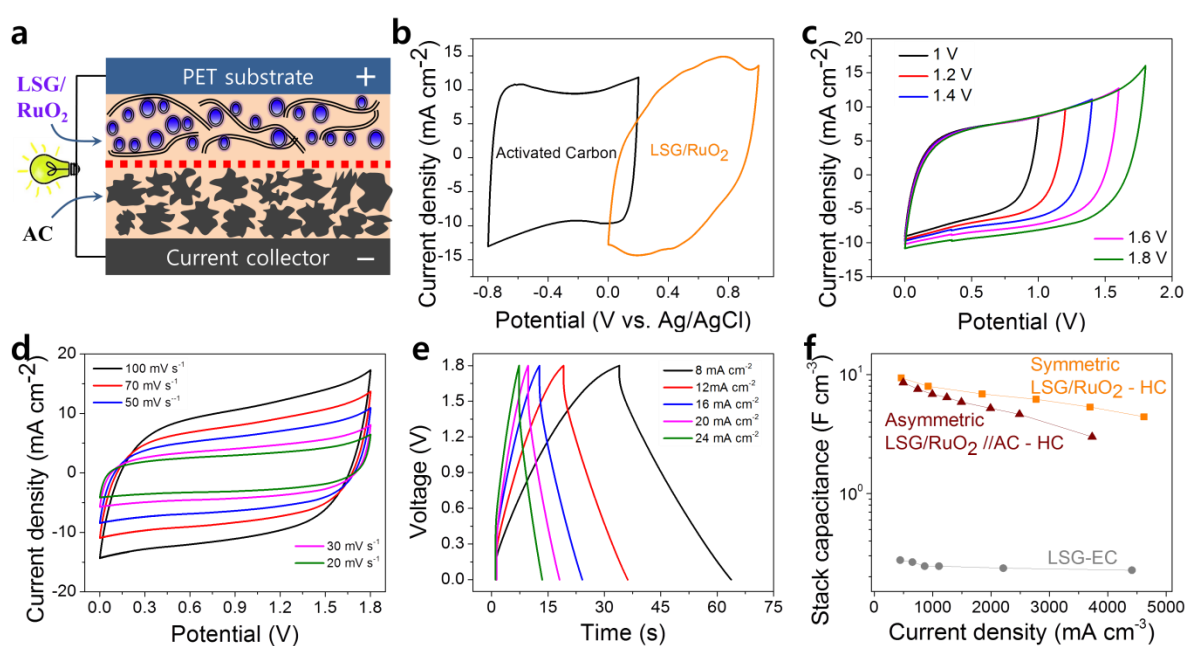 a
PET substrate +
LSG/
RuO2
AC
Current collector −
b
Current density (mA cm-2)
15
10
5
0
-5
-10
-15
Activated Carbon
LSG/RuO2
-0.8 -0.4 0.0 0.4 0.8
Potential (V vs. Ag/AgCl)
c
Current density (mA cm-2)
20
15
10
5
0
-5
-10
-15
1 V
1.2 V
1.4 V
1.6 V
1.8 V
0.0 0.5 1.0 1.5 2.0
Potential (V)
d
Current density (mA cm-2)
20
10
0
-10
-20
100 mV s-1
70 mV s-1
50 mV s-1
30 mV s-1
20 mV s-1
0.0 0.3 0.6 0.9 1.2 1.5 1.8
Potential (V)
e
Voltage (V)
1.8
1.5
1.2
0.9
0.6
0.3
0.0
8 mA cm-2
12mA cm-2
16 mA cm-2
20 mA cm-2
24 mA cm-2
0 15 30 45 60 75
Time (s)
f
Stack capacitance (F cm-3)
10 1
10 0
Symmetric
LSG/RuO2 - HC
Asymmetric
LSG/RuO2 //AC - HC
LSG-EC
0 1000 2000 3000 4000 5000
Current density (mA cm-3)